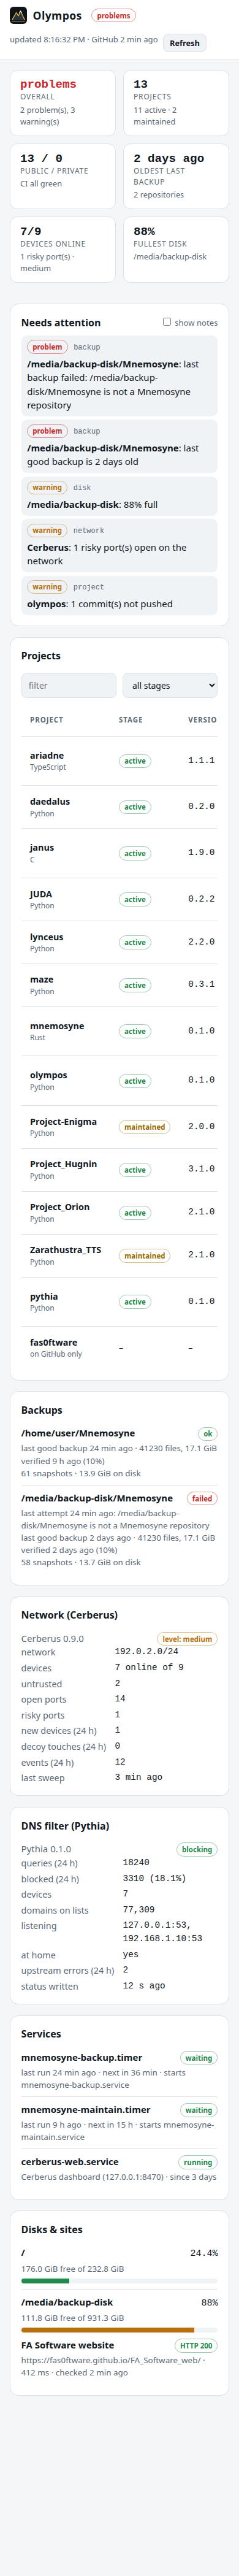 Olympos problems
updated 8:16:32 PM · GitHub 2 min ago Refresh
problems
OVERALL
2 problem(s), 3
warning(s)
13
PROJECTS
11 active · 2
maintained
13 / 0
PUBLIC / PRIVATE
CI all green
2 days ago
OLDEST LAST
BACKUP
2 repositories
7/9
DEVICES ONLINE
1 risky port(s) ·
medium
88%
FULLEST DISK
/media/backup-disk
Needs attention show notes
problem backup
/media/backup-disk/Mnemosyne: last
backup failed: /media/backup-
disk/Mnemosyne is not a Mnemosyne
repository
problem backup
/media/backup-disk/Mnemosyne: last
good backup is 2 days old
warning disk
/media/backup-disk: 88% full
warning network
Cerberus: 1 risky port(s) open on the
network
warning project
olympos: 1 commit(s) not pushed
Projects
filter all stages
PROJECT STAGE VERSIO
ariadne active 1.1.1
TypeScript
daedalus active 0.2.0
Python
janus active 1.9.0
C
JUDA active 0.2.2
Python
lynceus active 2.2.0
Python
maze active 0.3.1
Python
mnemosyne active 0.1.0
Rust
olympos active 0.1.0
Python
Project-Enigma maintained 2.0.0
Python
Project_Hugnin active 3.1.0
Python
Project_Orion active 2.1.0
Python
Zarathustra_TTS maintained 2.1.0
Python
pythia active 0.1.0
Python
fas0ftware – –
on GitHub only
Backups
/home/user/Mnemosyne ok
last good backup 24 min ago · 41230 files, 17.1 GiB
verified 9 h ago (10%)
61 snapshots · 13.9 GiB on disk
/media/backup-disk/Mnemosyne failed
last attempt 24 min ago: /media/backup-
disk/Mnemosyne is not a Mnemosyne repository
last good backup 2 days ago · 41230 files, 17.1 GiB
verified 2 days ago (10%)
58 snapshots · 13.7 GiB on disk
Network (Cerberus)
Cerberus 0.9.0 level: medium
network 192.0.2.0/24
devices 7 online of 9
untrusted 2
open ports 14
risky ports 1
new devices (24 h) 1
decoy touches (24 h) 0
events (24 h) 12
last sweep 3 min ago
DNS filter (Pythia)
Pythia 0.1.0 blocking
queries (24 h) 18240
blocked (24 h) 3310 (18.1%)
devices 7
domains on lists 77,309
listening 127.0.0.1:53,
192.168.1.10:53
at home yes
upstream errors (24 h) 2
status written 12 s ago
Services
mnemosyne-backup.timer waiting
last run 24 min ago · next in 36 min · starts
mnemosyne-backup.service
mnemosyne-maintain.timer waiting
last run 9 h ago · next in 15 h · starts mnemosyne-
maintain.service
cerberus-web.service running
Cerberus dashboard (127.0.0.1:8470) · since 3 days
Disks & sites
/ 24.4%
176.0 GiB free of 232.8 GiB
/media/backup-disk 88%
111.8 GiB free of 931.3 GiB
FA Software website HTTP 200
https://fas0ftware.github.io/FA_Software_web/ ·
412 ms · checked 2 min ago